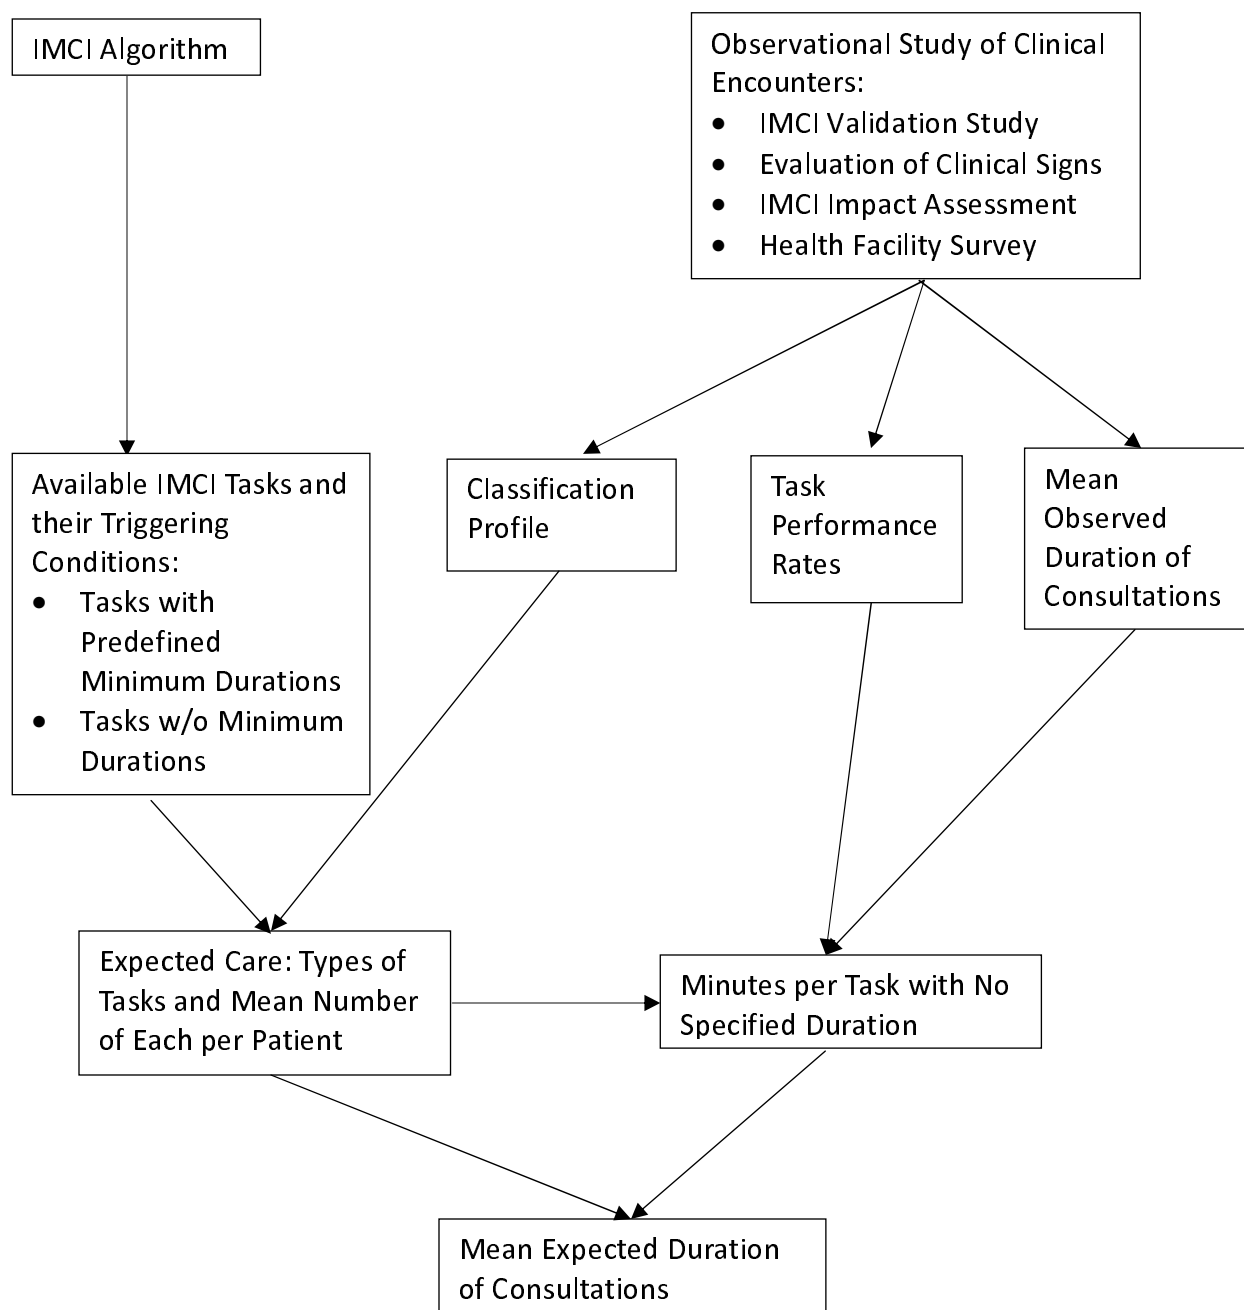 IMCI Algorithm
Observational Study of Clinical
Encounters:
• IMCI Validation Study
• Evaluation of Clinical Signs
• IMCI Impact Assessment
• Health Facility Survey
Available IMCI Tasks and
their Triggering
Conditions:
• Tasks with
Predefined
Minimum Durations
• Tasks w/o Minimum
Durations
Classification
Profile
Task
Performance
Rates
Mean
Observed
Duration of
Consultations
Expected Care: Types of
Tasks and Mean Number
of Each per Patient
Minutes per Task with No
Specified Duration
Mean Expected Duration
of Consultations